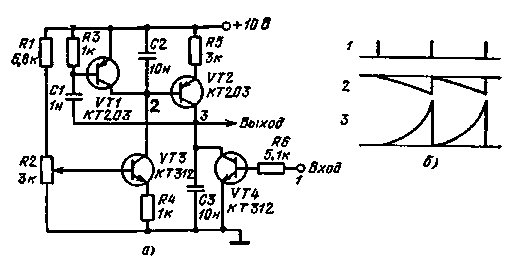 +10 В
R1
5,8к
R3
1к
C2
10н
R5
3к
C1
1н
VT1
КТ203
2
VT2
КТ203
3
Выход
R2
3к
VT3
КТ312
R4
1к
C3
10н
VT4
КТ312
R6
5,1к
Вход
1
а)
1
2
3
б)